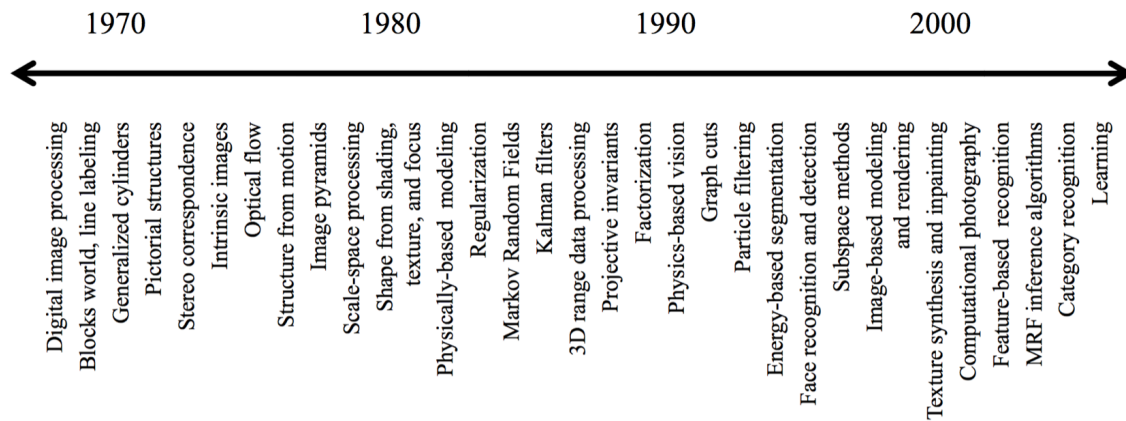 1970
1980
1990
2000
Digital image processing
Blocks world, line labeling
Generalized cylinders
Pictorial structures
Stereo correspondence
Intrinsic images
Optical flow
Structure from motion
Image pyramids
Scale-space processing
Shape from shading,
texture, and focus
Physically-based modeling
Regularization
Markov Random Fields
Kalman filters
3D range data processing
Projective invariants
Factorization
Physics-based vision
Graph cuts
Particle filtering
Energy-based segmentation
Face recognition and detection
Subspace methods
Image-based modeling
and rendering
Texture synthesis and inpainting
Computational photography
Feature-based recognition
MRF inference algorithms
Category recognition
Learning